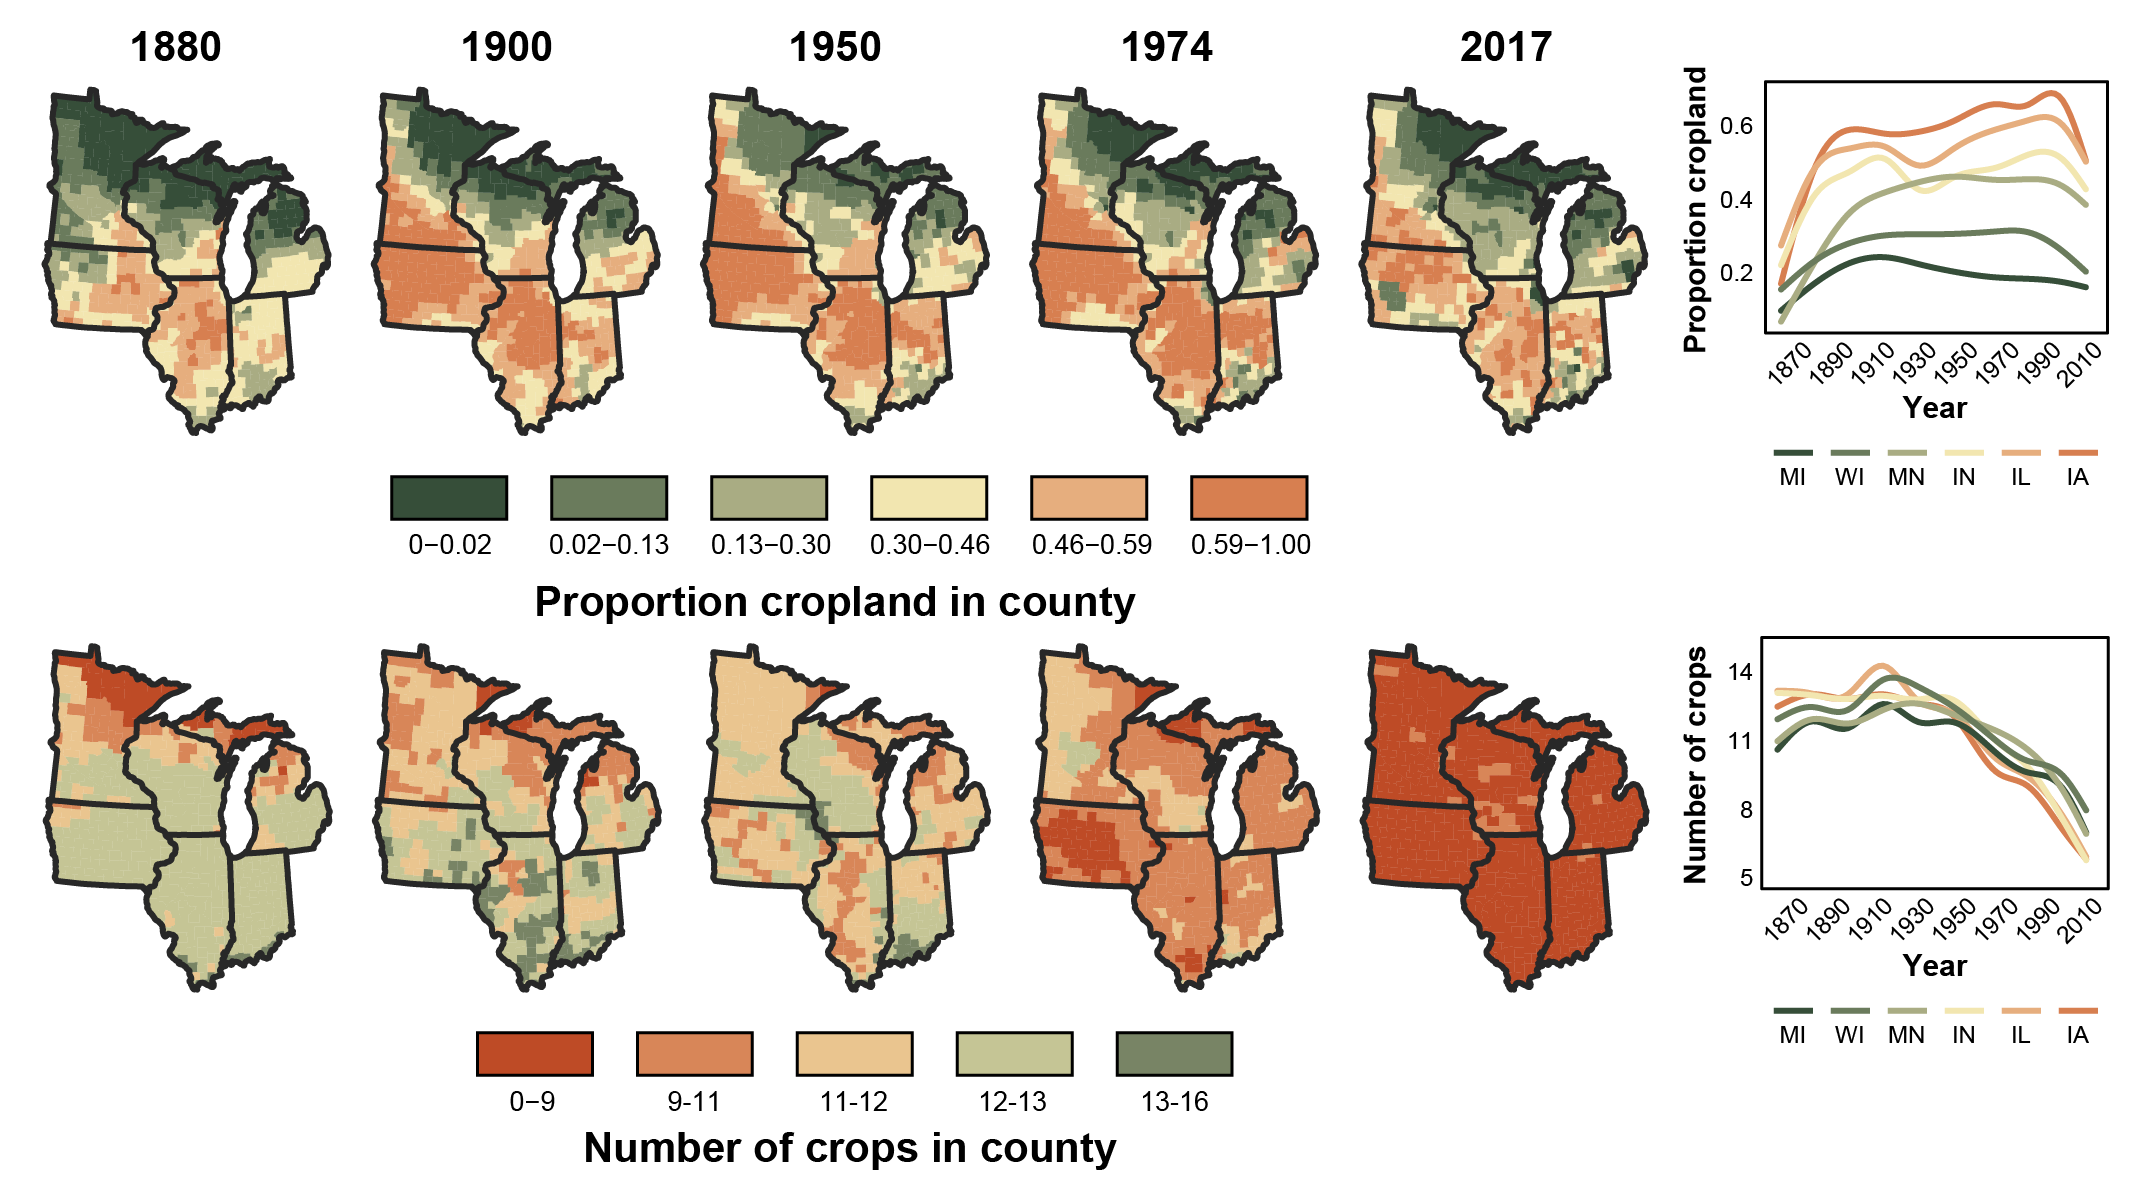 1880 1900 1950 1974 2017
Proportion cropland
0.6
0.4
0.2
1870 1890 1910 1930 1950 1970 1990 2010
Year
MI WI MN IN IL IA
0−0.02 0.02−0.13 0.13−0.30 0.30−0.46 0.46−0.59 0.59−1.00
Proportion cropland in county
Number of crops
14
11
8
5
1870 1890 1910 1930 1950 1970 1990 2010
Year
MI WI MN IN IL IA
0−9 9-11 11-12 12-13 13-16
Number of crops in county